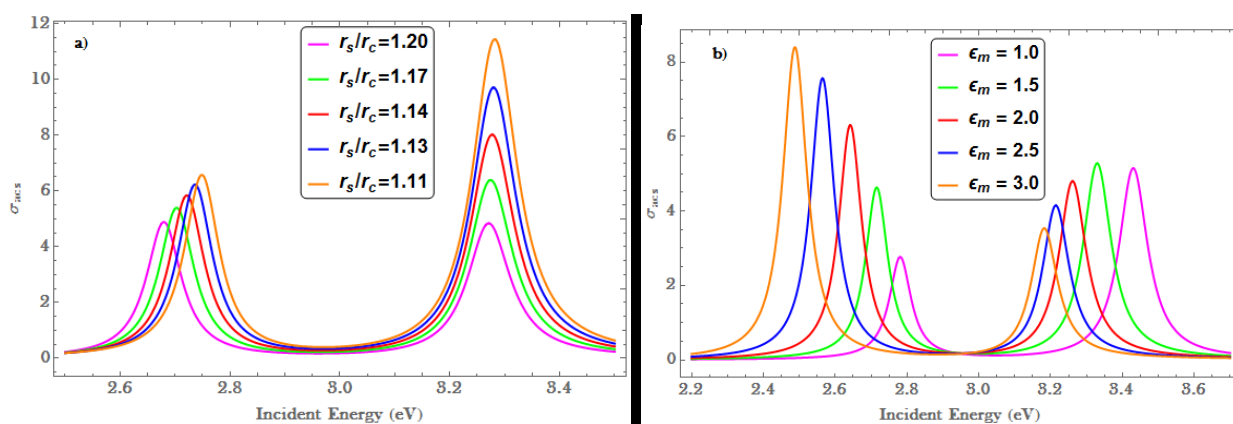 a)
r_s/r_c=1.20
r_s/r_c=1.17
r_s/r_c=1.14
r_s/r_c=1.13
r_s/r_c=1.11
12
10
8
6
4
2
0
σ_acs
2.6 2.8 3.0 3.2 3.4
Incident Energy (eV)
b)
ϵ_m = 1.0
ϵ_m = 1.5
ϵ_m = 2.0
ϵ_m = 2.5
ϵ_m = 3.0
8
6
4
2
0
σ_acs
2.2 2.4 2.6 2.8 3.0 3.2 3.4 3.6
Incident Energy (eV)